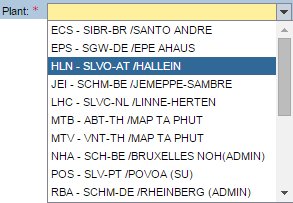 Plant: *
ECS - SIBR-BR /SANTO ANDRE
EPS - SGW-DE /EPE AHAUS
HLN - SLVO-AT /HALLEIN
JEI - SCHM-BE /JEMEPPE-SAMBRE
LHC - SLVC-NL /LINNE-HERTEN
MTB - ABT-TH /MAP TA PHUT
MTV - VNT-TH /MAP TA PHUT
NHA - SCH-BE /BRUXELLES NOH(ADMIN)
POS - SLV-PT /POVOA (SU)
RBA - SCHM-DE /RHEINBERG (ADMIN)